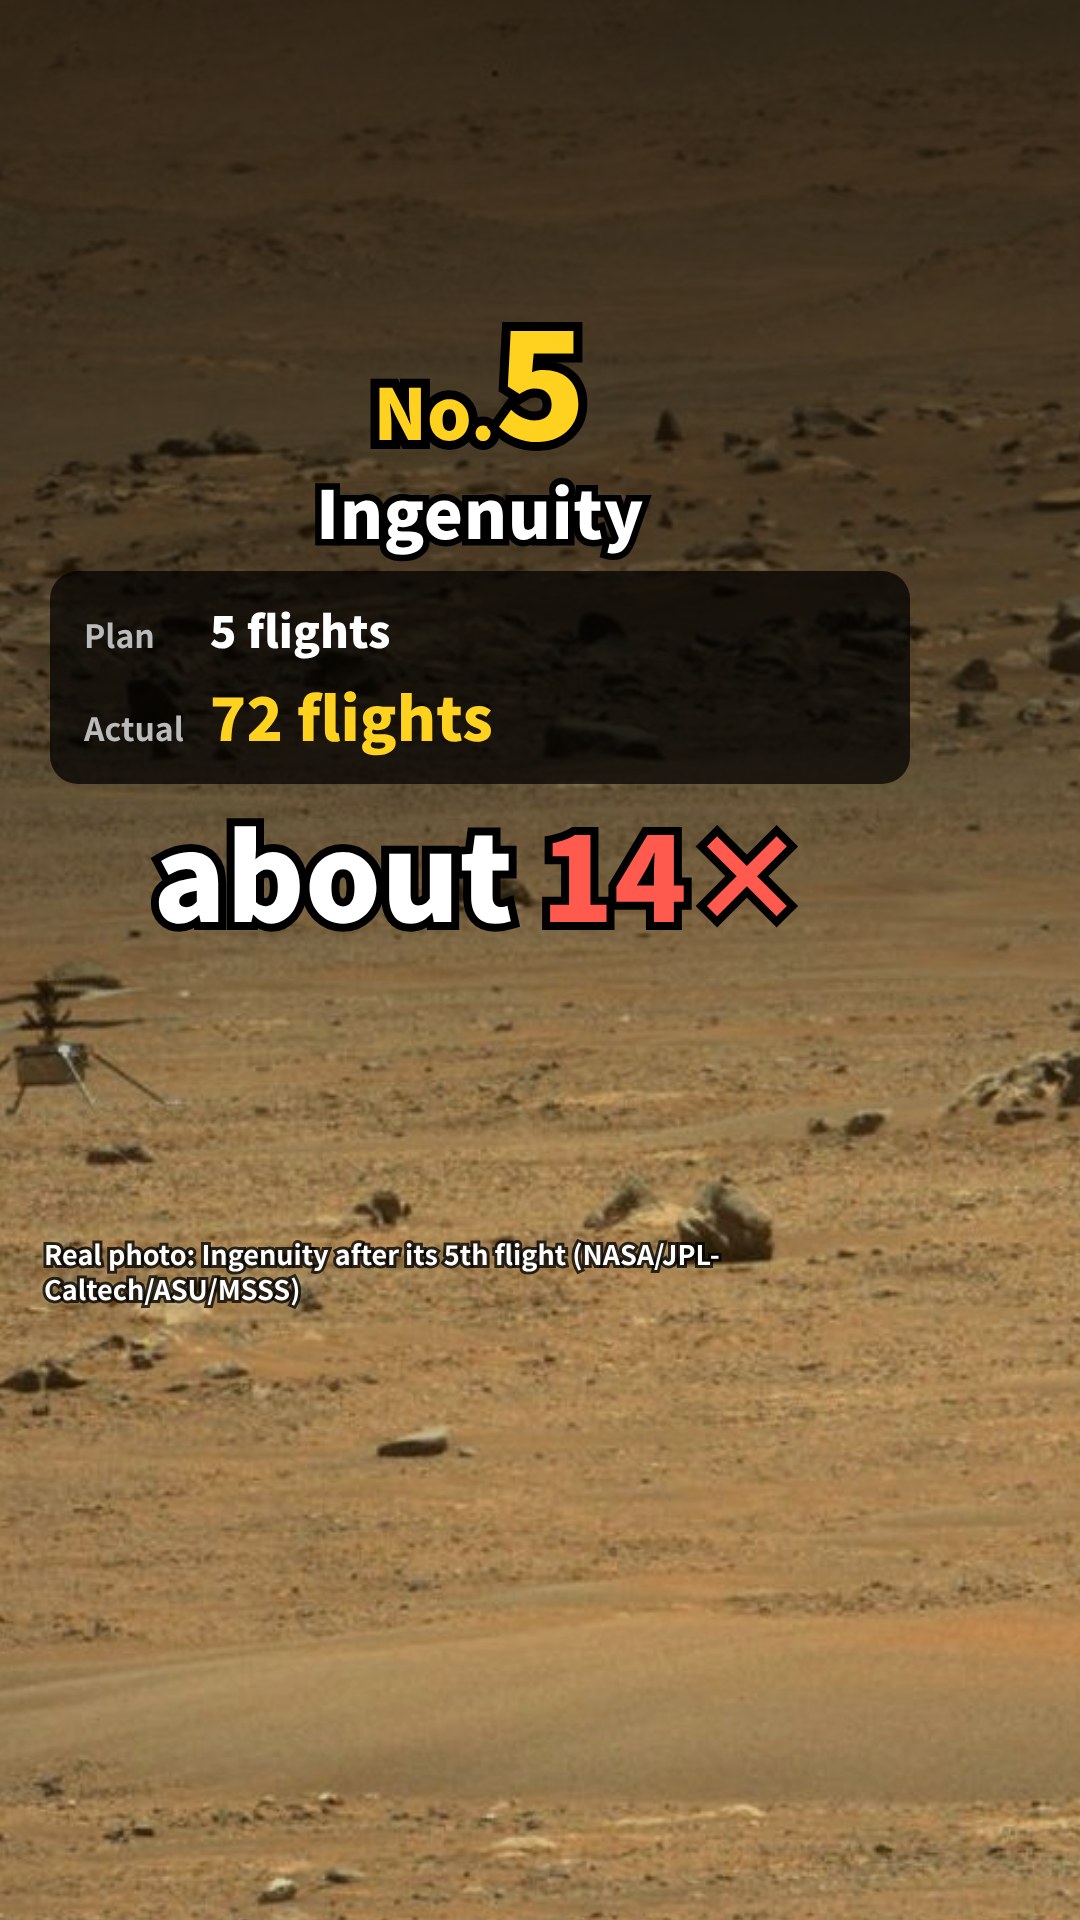 No.5
Ingenuity
Plan 5 flights
Actual 72 flights
about 14×
Real photo: Ingenuity after its 5th flight (NASA/JPL-
Caltech/ASU/MSSS)